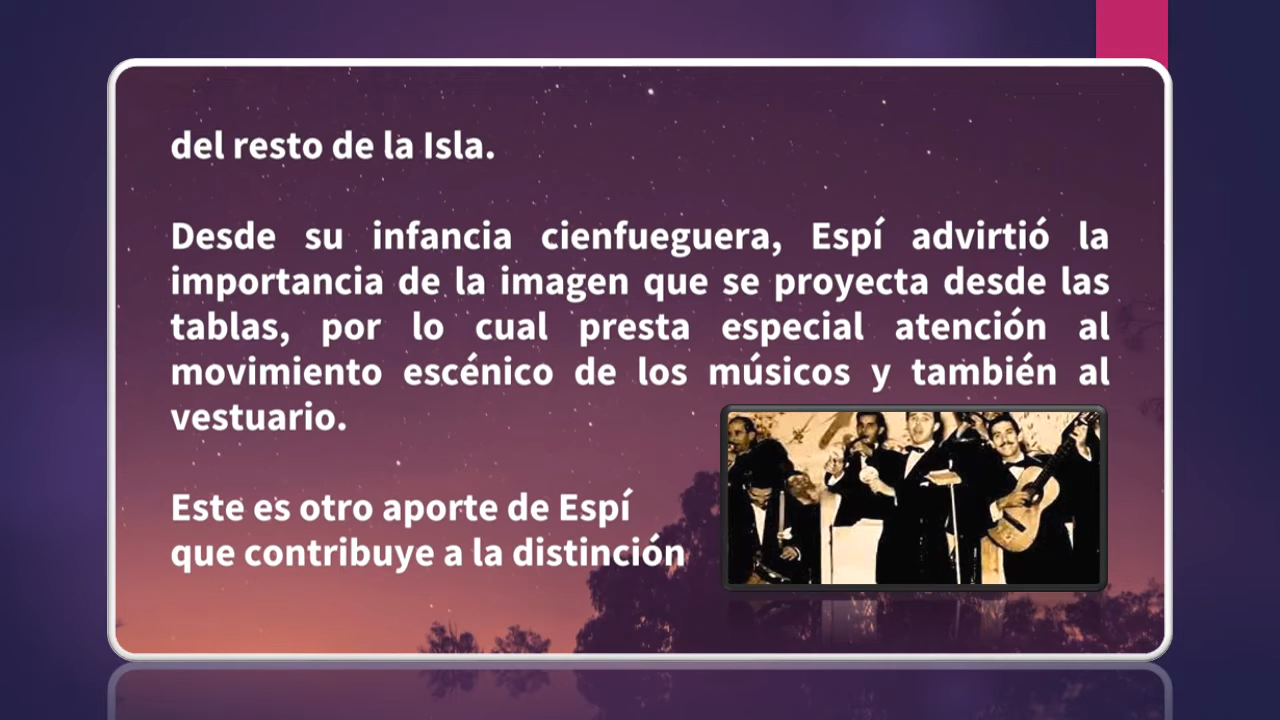 del resto de la Isla.
Desde su infancia cienfueguera, Espí advirtió la
importancia de la imagen que se proyecta desde las
tablas, por lo cual presta especial atención al
movimiento escénico de los músicos y también al
vestuario.
Este es otro aporte de Espí
que contribuye a la distinción